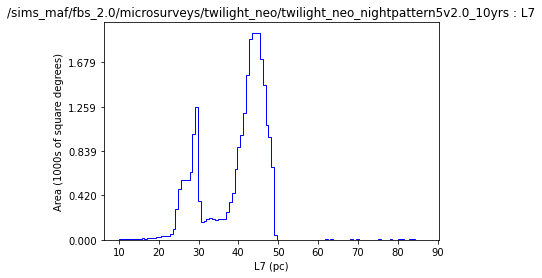 /sims_maf/fbs_2.0/microsurveys/twilight_neo/twilight_neo_nightpattern5v2.0_10yrs : L7
Area (1000s of square degrees)
1.679
1.259
0.839
0.420
0.000
10 20 30 40 50 60 70 80 90
L7 (pc)